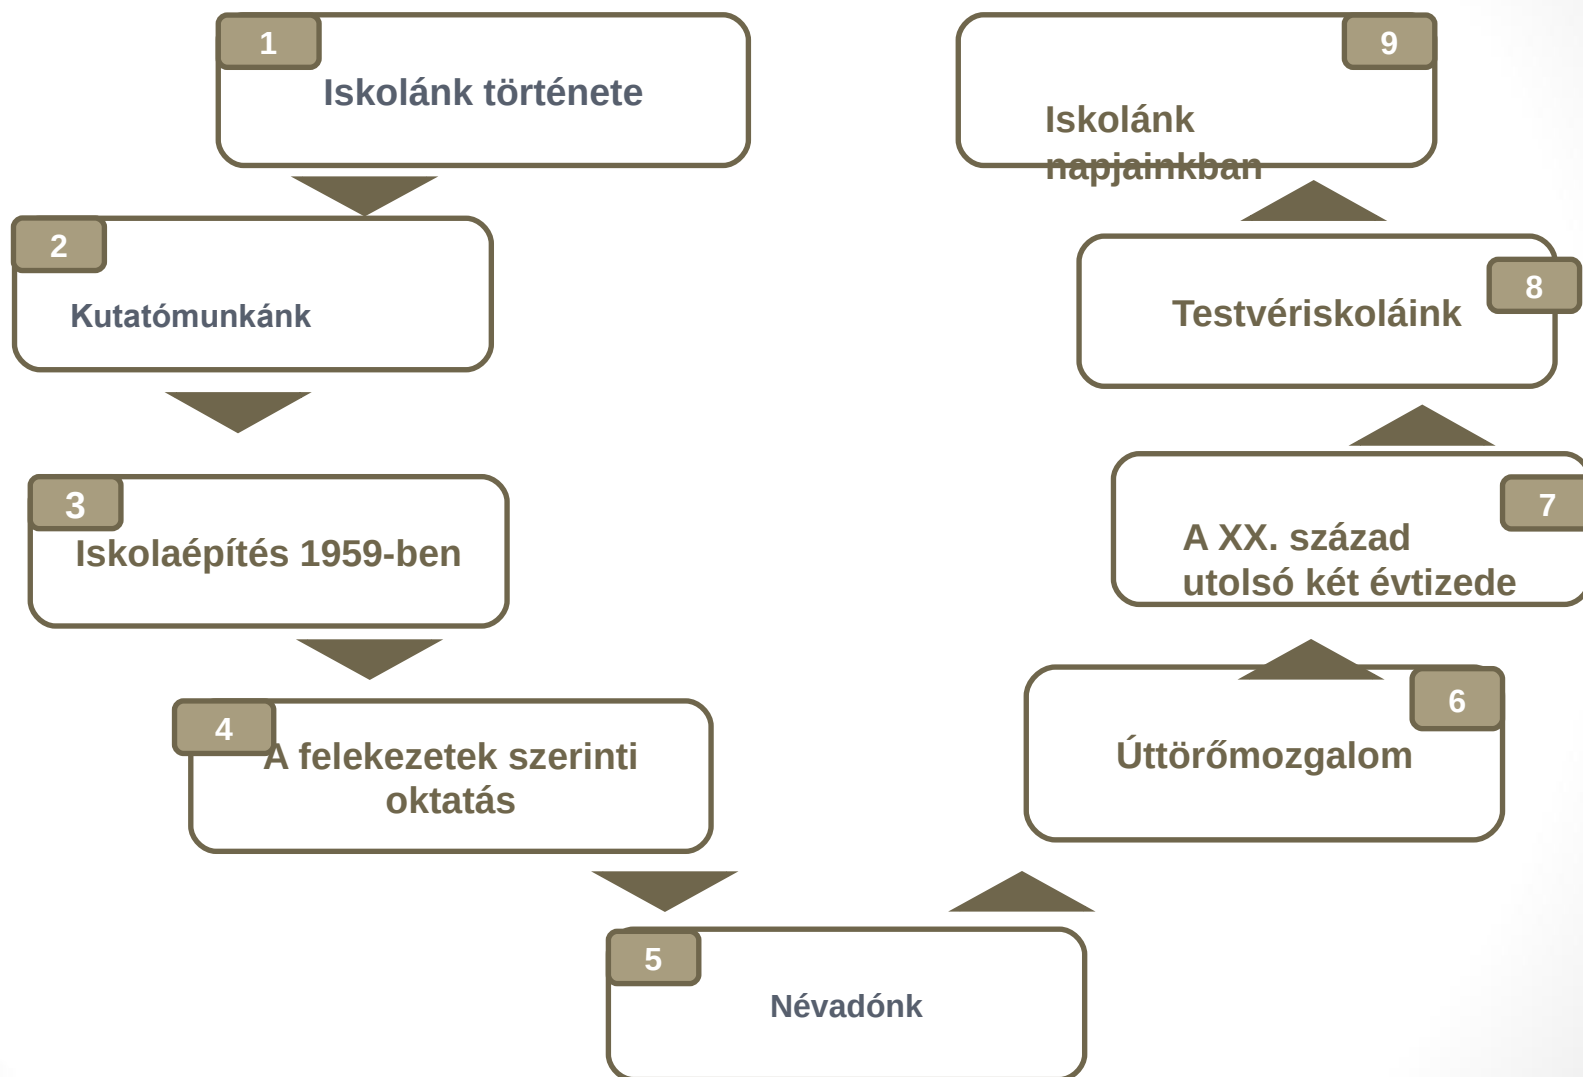 1
Iskolánk története
2
Kutatómunkánk
3
Iskolaépítés 1959-ben
4
A felekezetek szerinti
oktatás
5
Névadónk
6
Úttörőmozgalom
7
A XX. század
utolsó két évtizede
8
Testvériskoláink
9
Iskolánk
napjainkban